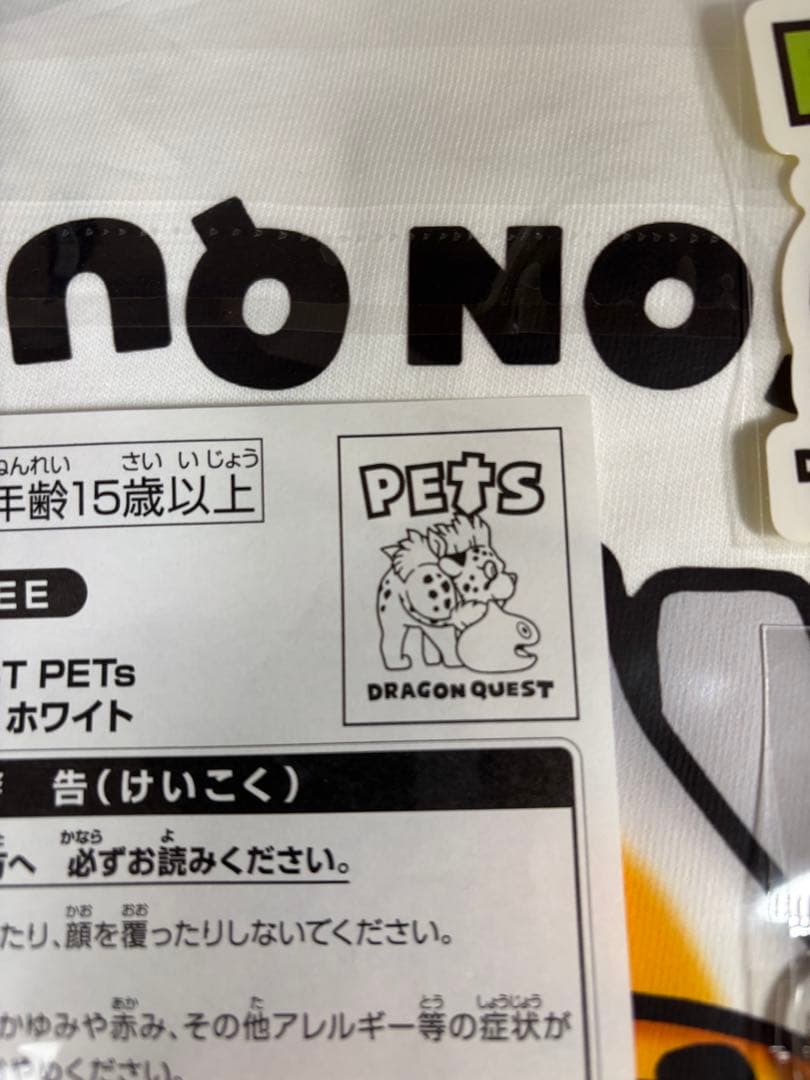 NO
ねんれい さい いじょう
年齢15歳以上
PETS
DRAGON QUEST
EE
T PETs
ホワイト
告(けいこく)
かなら よ
へ 必ずお読みください。
かお おお
たり、顔を覆ったりしないでください。
あか た とう しょうじょう
かゆみや赤み、その他アレルギー等の症状が
ください。